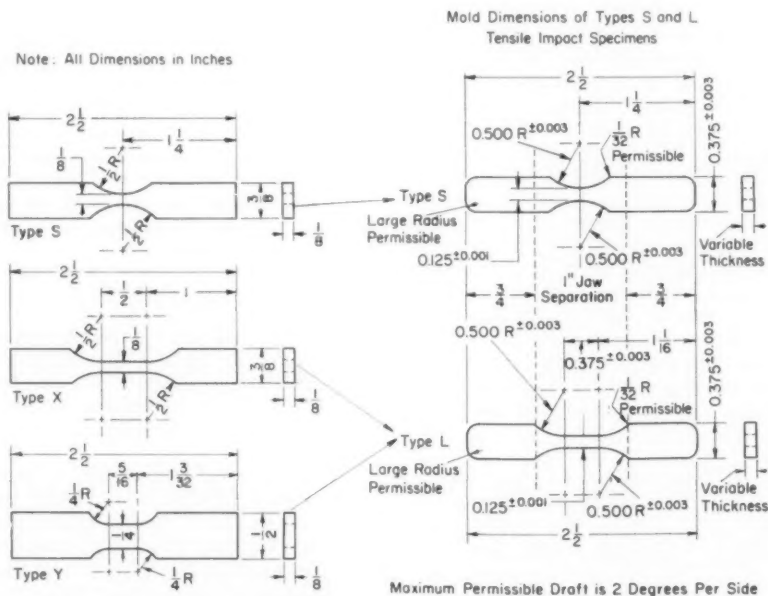 Mold Dimensions of Types S and L
Tensile Impact Specimens
Note: All Dimensions in Inches
2 1/2
1 1/4
1/8
1/2 R
Type S
1/2 R
3/8
1/8
2 1/2
1/2
1
1/2 R
1/8
Type X
1/2 R
3/8
1/8
2 1/2
5/16
1 3/32
1/4 R
1/4
Type Y
1/4 R
1/2
1/8
2 1/2
1 1/4
0.500 R ±0.003
1/32 R
Permissible
0.375 ±0.003
Type S
Large Radius
Permissible
0.125 ±0.001
0.500 R ±0.003
Variable
Thickness
3/4
1" Jaw
Separation
3/4
0.500 R ±0.003
1 1/16
0.375 ±0.003
1/32 R
Permissible
0.375 ±0.003
Type L
Large Radius
Permissible
0.125 ±0.001
0.500 R ±0.003
Variable
Thickness
2 1/2
Maximum Permissible Draft is 2 Degrees Per Side